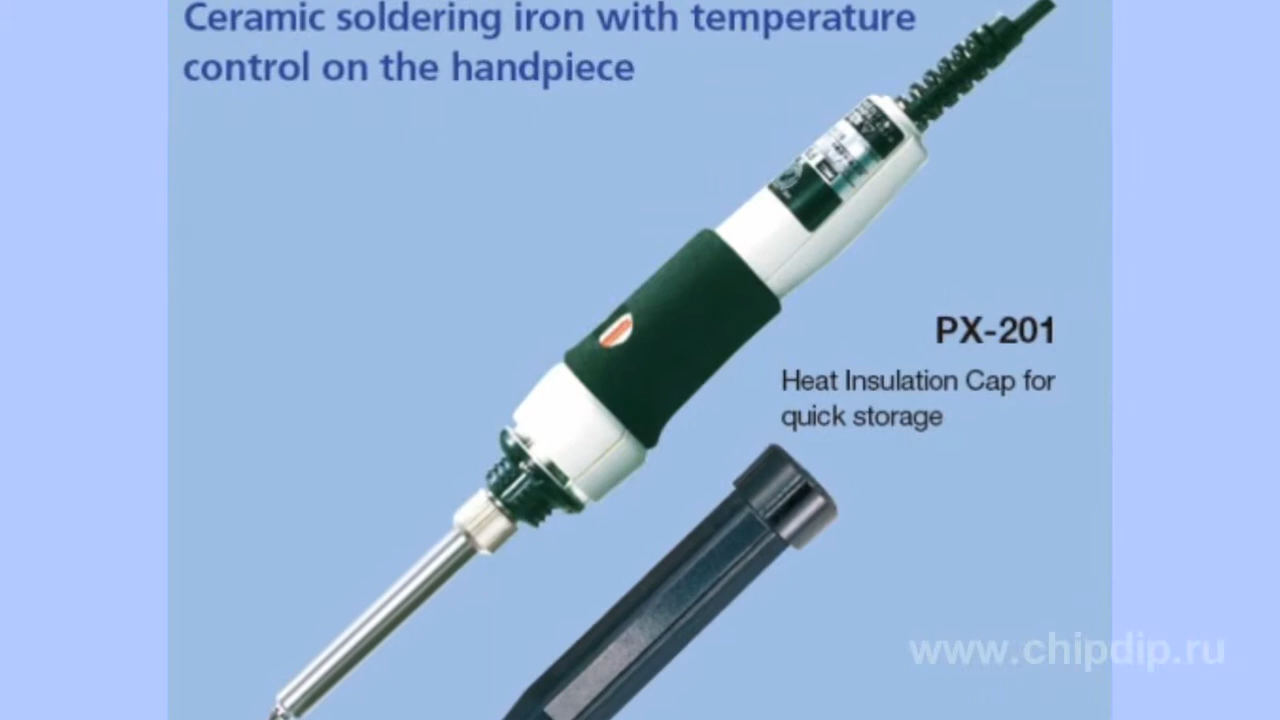 Ceramic soldering iron with temperature
control on the handpiece
PX-201
Heat Insulation Cap for
quick storage
www.chipdip.ru